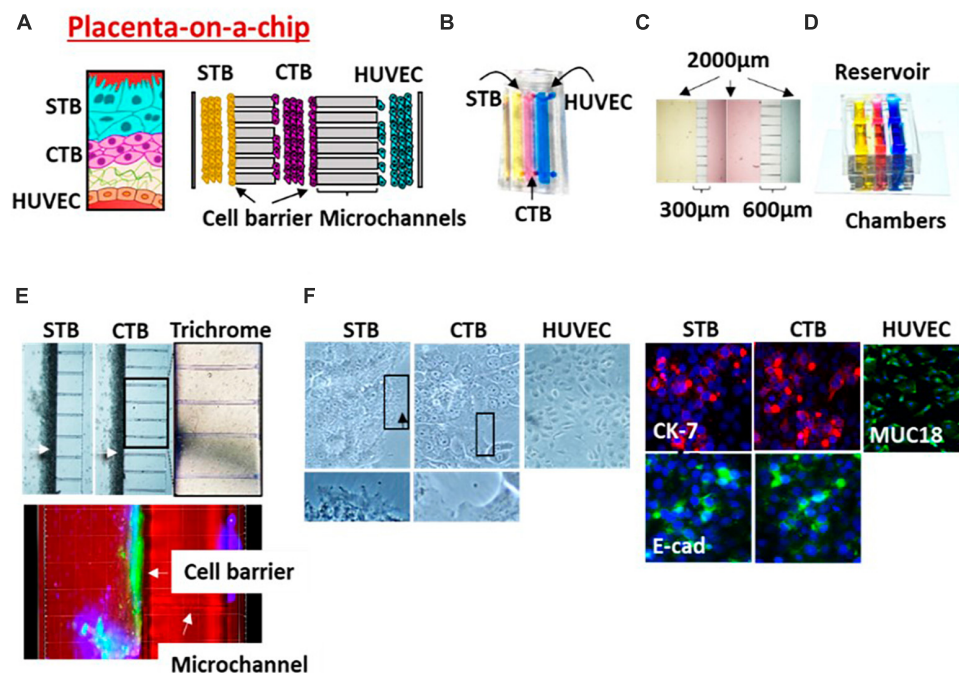 A
Placenta-on-a-chip
STB
CTB
HUVEC
STB
CTB
HUVEC
Cell barrier
Microchannels
B
STB
HUVEC
CTB
C
2000µm
300µm
600µm
D
Reservoir
Chambers
E
STB
CTB
Trichrome
Cell barrier
Microchannel
F
STB
CTB
HUVEC
STB
CTB
HUVEC
CK-7
MUC18
E-cad